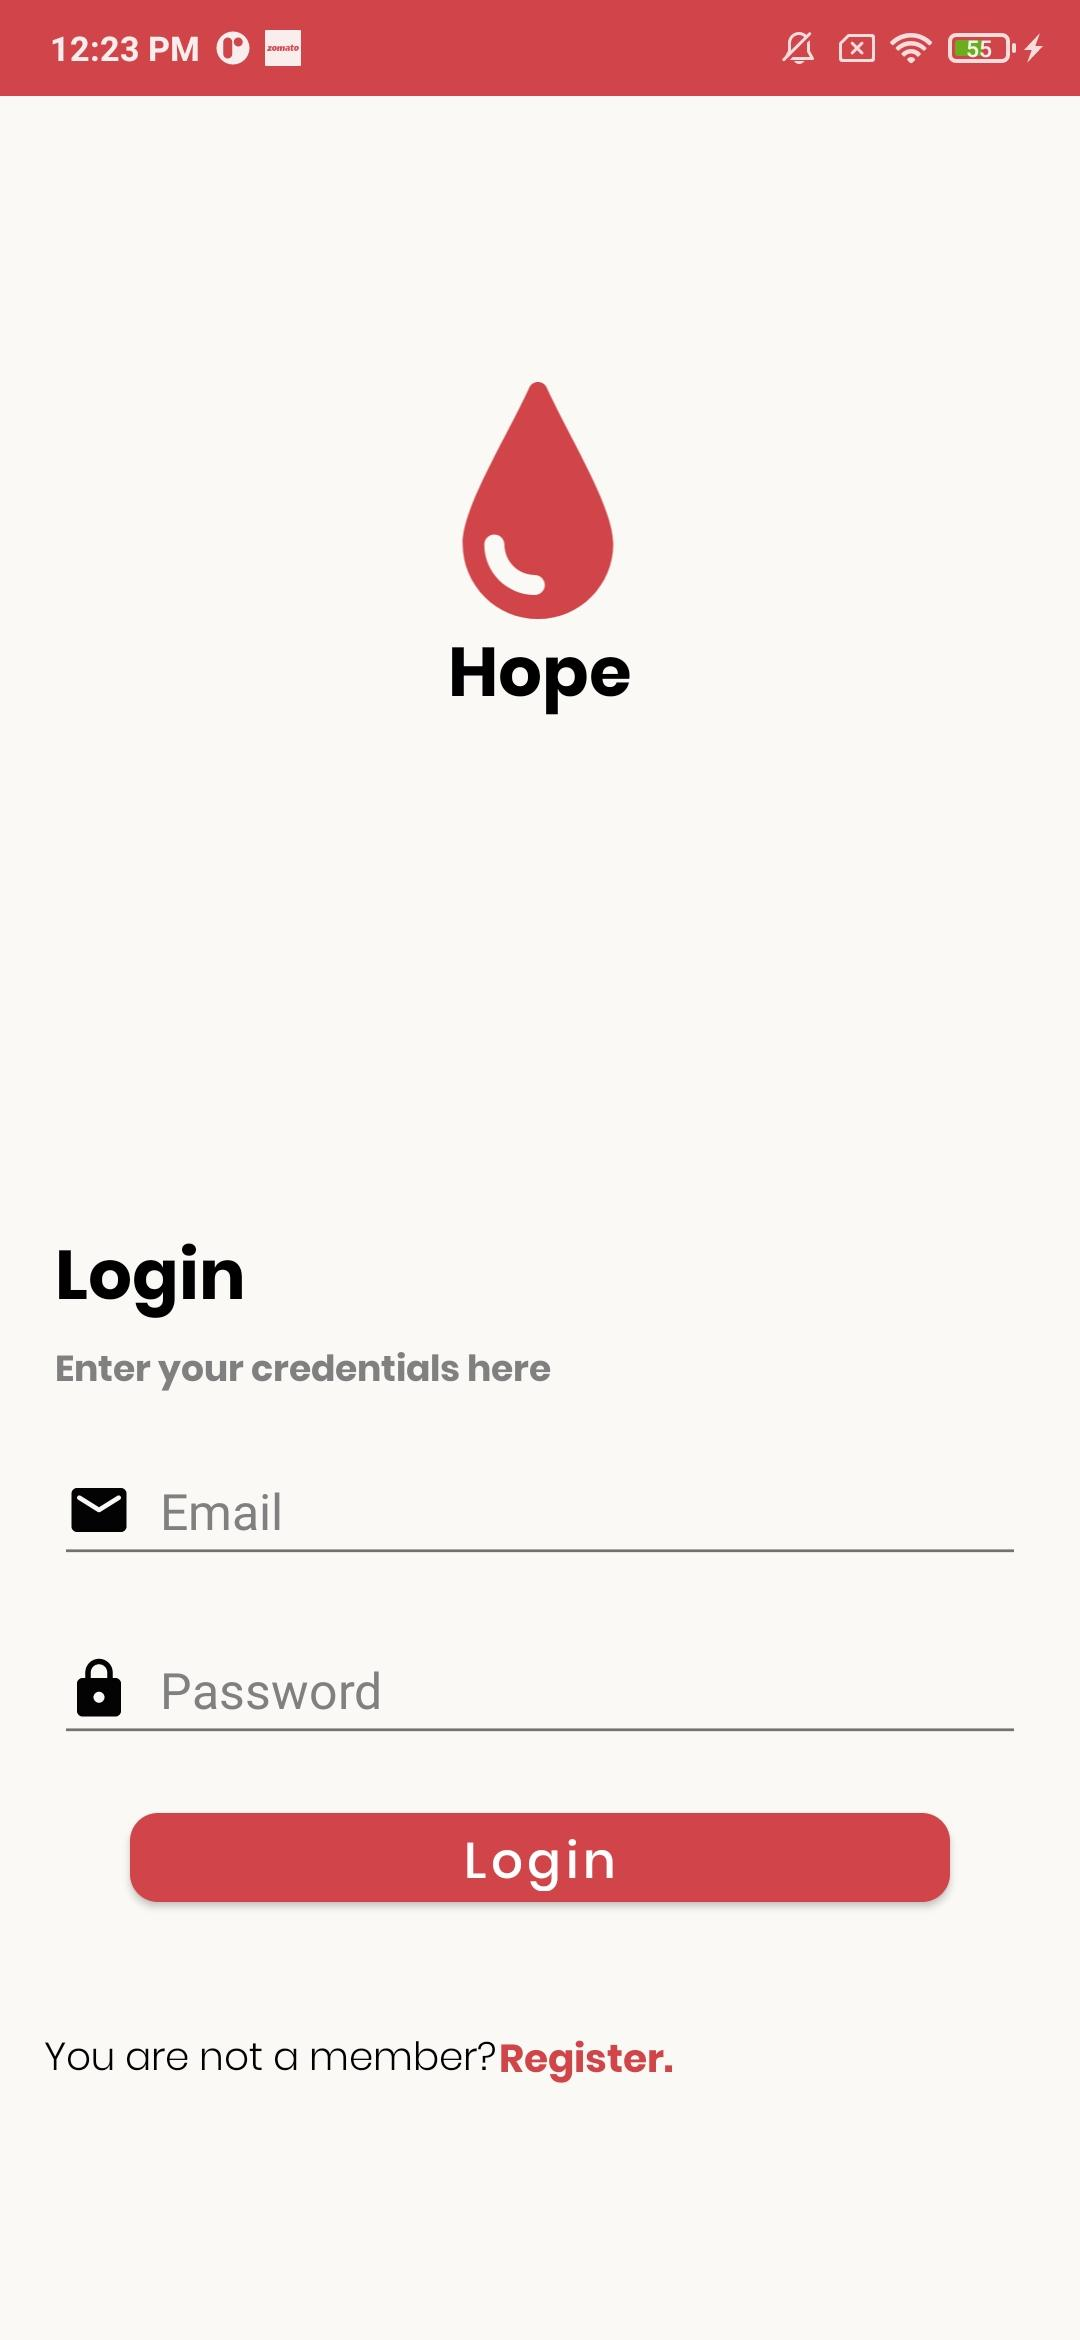 12:23 PM zomato 55
Hope
Login
Enter your credentials here
Email
Password
Login
You are not a member?Register.